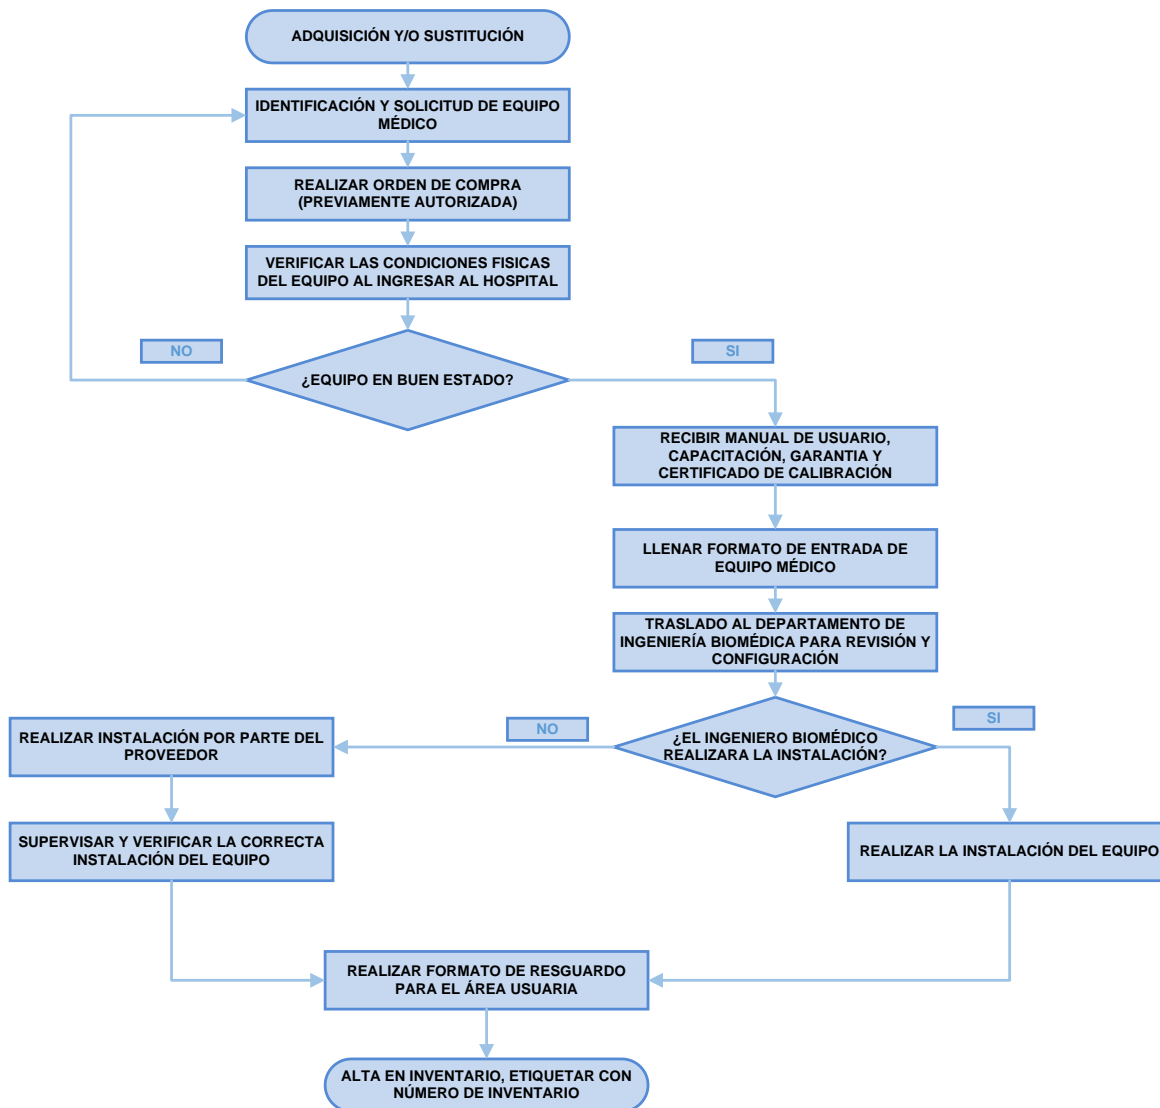 ADQUISICIÓN Y/O SUSTITUCIÓN
IDENTIFICACIÓN Y SOLICITUD DE EQUIPO
MÉDICO
REALIZAR ORDEN DE COMPRA
(PREVIAMENTE AUTORIZADA)
VERIFICAR LAS CONDICIONES FISICAS
DEL EQUIPO AL INGRESAR AL HOSPITAL
NO
SI
¿EQUIPO EN BUEN ESTADO?
RECIBIR MANUAL DE USUARIO,
CAPACITACIÓN, GARANTIA Y
CERTIFICADO DE CALIBRACIÓN
LLENAR FORMATO DE ENTRADA DE
EQUIPO MÉDICO
TRASLADO AL DEPARTAMENTO DE
INGENIERÍA BIOMÉDICA PARA REVISIÓN Y
CONFIGURACIÓN
NO
SI
¿EL INGENIERO BIOMÉDICO
REALIZARA LA INSTALACIÓN?
REALIZAR INSTALACIÓN POR PARTE DEL
PROVEEDOR
SUPERVISAR Y VERIFICAR LA CORRECTA
INSTALACIÓN DEL EQUIPO
REALIZAR LA INSTALACIÓN DEL EQUIPO
REALIZAR FORMATO DE RESGUARDO
PARA EL ÁREA USUARIA
ALTA EN INVENTARIO, ETIQUETAR CON
NÚMERO DE INVENTARIO